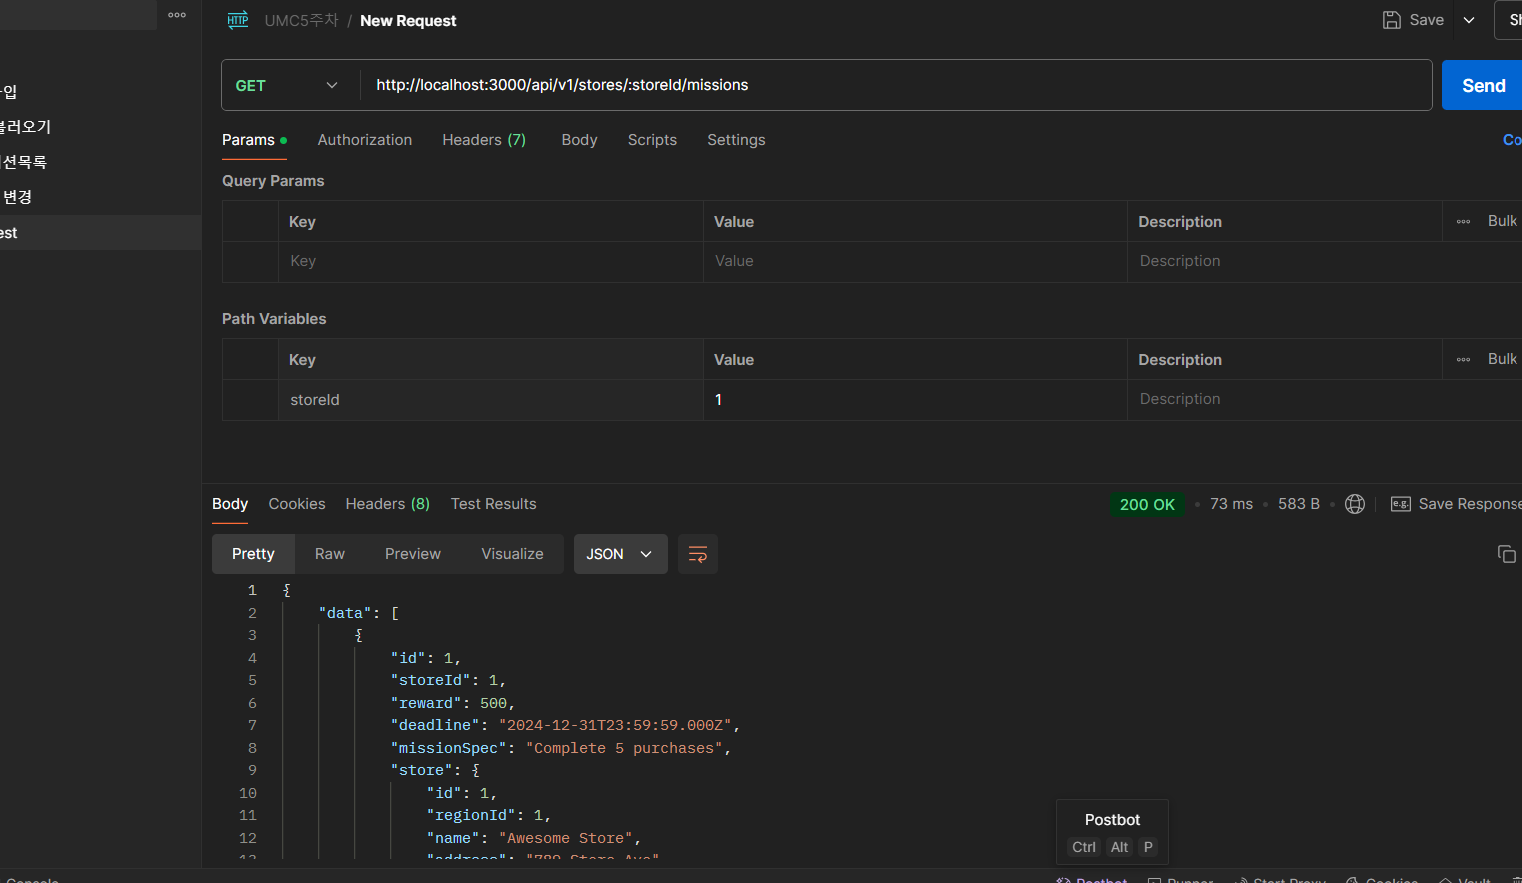 UMC5주차 / New Request
Save
GET
http://localhost:3000/api/v1/stores/:storeId/missions
Send
불러오기
션목록
변경
est
Params
Authorization
Headers (7)
Body
Scripts
Settings
Query Params
Key Value Description
Bulk
Key Value Description
Path Variables
Key Value Description
Bulk
storeId 1 Description
Body
Cookies
Headers (8)
Test Results
200 OK
73 ms
583 B
e.g.
Save Response
Pretty
Raw
Preview
Visualize
JSON
1 {
2 "data": [
3 {
4 "id": 1,
5 "storeId": 1,
6 "reward": 500,
7 "deadline": "2024-12-31T23:59:59.000Z",
8 "missionSpec": "Complete 5 purchases",
9 "store": {
10 "id": 1,
11 "regionId": 1,
12 "name": "Awesome Store",
13 "address": "789 Store Ave"
Postbot
Ctrl Alt P
Console
Postbot
Runner
Start Proxy
Cookies
Vault